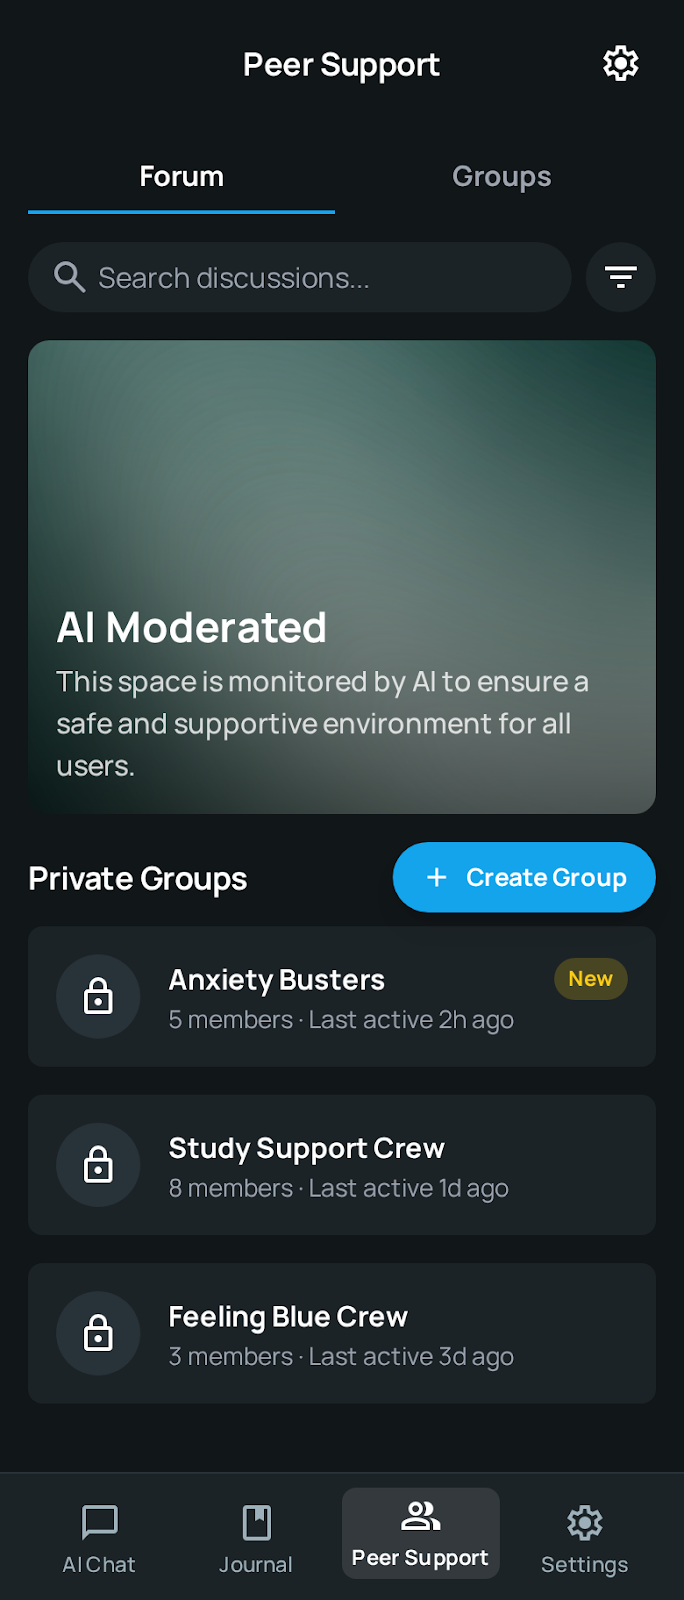 Peer Support
Forum
Groups
Search discussions...
AI Moderated
This space is monitored by AI to ensure a
safe and supportive environment for all
users.
Private Groups
+ Create Group
Anxiety Busters
New
5 members · Last active 2h ago
Study Support Crew
8 members · Last active 1d ago
Feeling Blue Crew
3 members · Last active 3d ago
AI Chat
Journal
Peer Support
Settings